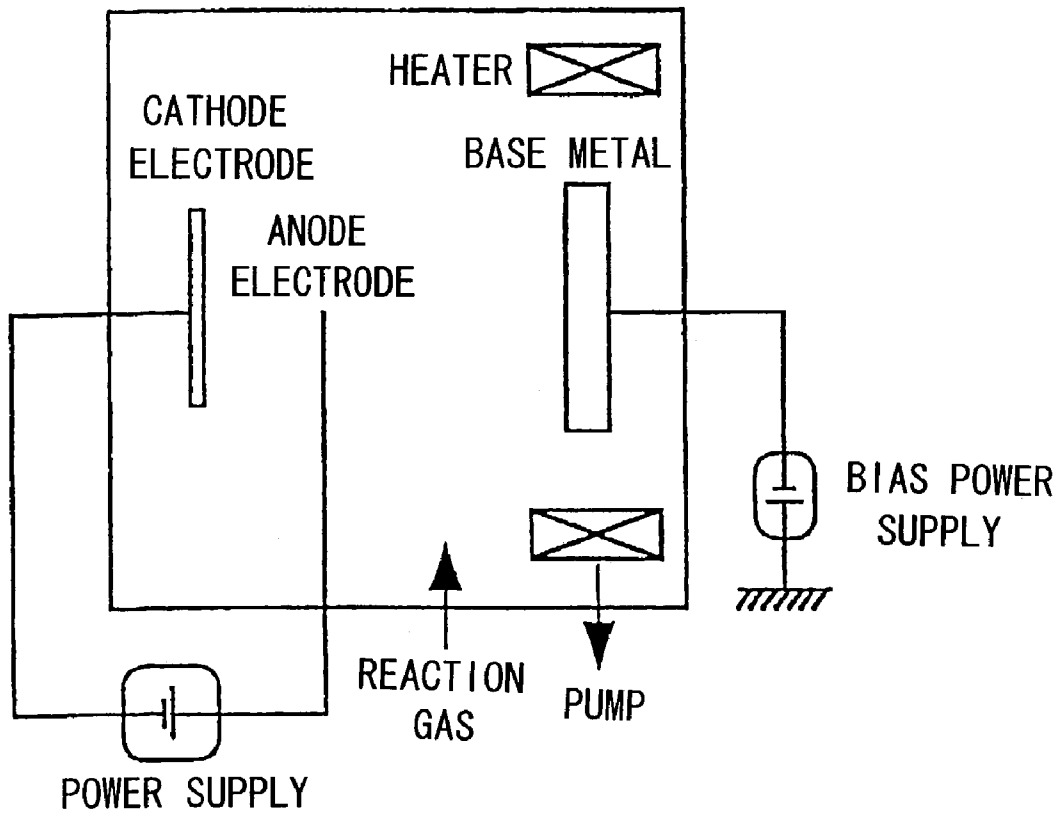 HEATER
CATHODE
ELECTRODE
BASE METAL
ANODE
ELECTRODE
BIAS POWER
SUPPLY
REACTION
GAS
PUMP
POWER SUPPLY